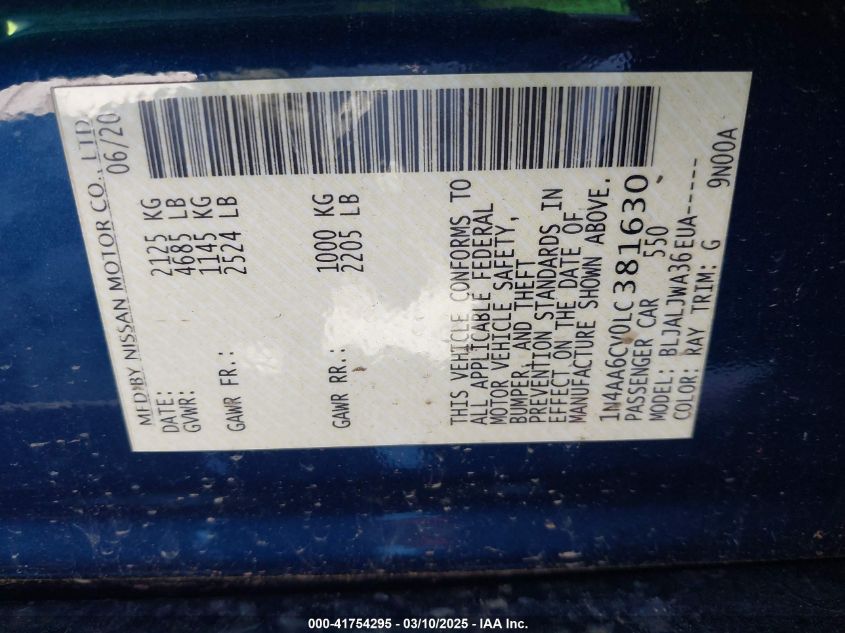 MFD BY NISSAN MOTOR CO., LTD.
DATE: 06/20
GVWR: 2125 KG
4685 LB
GAWR FR.: 1145 KG
2524 LB
GAWR RR.: 1000 KG
2205 LB
THIS VEHICLE CONFORMS TO
ALL APPLICABLE FEDERAL
MOTOR VEHICLE SAFETY,
BUMPER, AND THEFT
PREVENTION STANDARDS IN
EFFECT ON THE DATE OF
MANUFACTURE SHOWN ABOVE.
1N4AA6CV0LC381630
PASSENGER CAR 550
MODEL: BLJALJWA36EUA-----
COLOR: RAY TRIM: G 9N00A
000-41754295 - 03/10/2025 - IAA Inc.